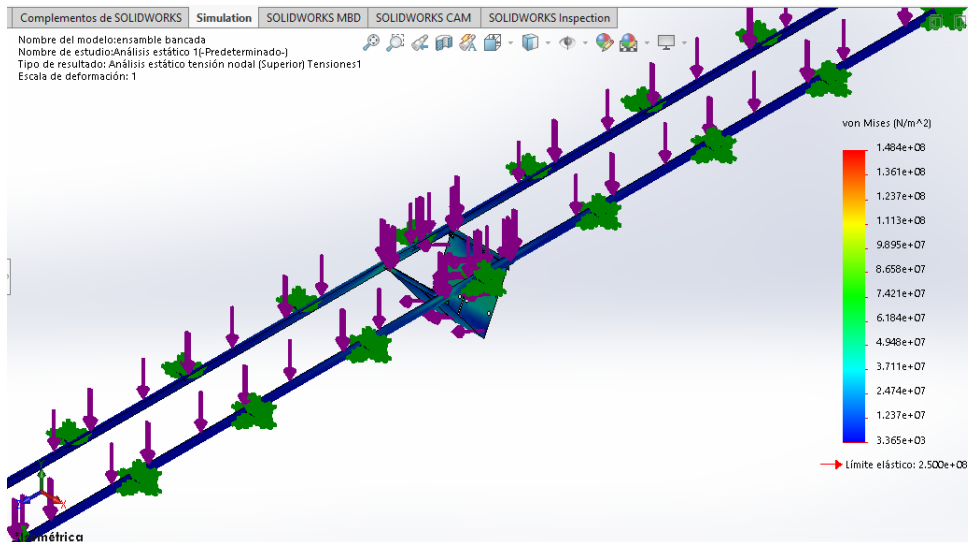 Complementos de SOLIDWORKS Simulation SOLIDWORKS MBD SOLIDWORKS CAM SOLIDWORKS Inspection
Nombre del modelo:ensamble bancada
Nombre de estudio:Análisis estático 1(-Predeterminado-)
Tipo de resultado: Análisis estático tensión nodal (Superior) Tensiones1
Escala de deformación: 1
von Mises (N/m^2)
1.484e+08
1.361e+08
1.237e+08
1.113e+08
9.895e+07
8.658e+07
7.421e+07
6.184e+07
4.948e+07
3.711e+07
2.474e+07
1.237e+07
3.365e+03
Límite elástico: 2.500e+08
X
métrica